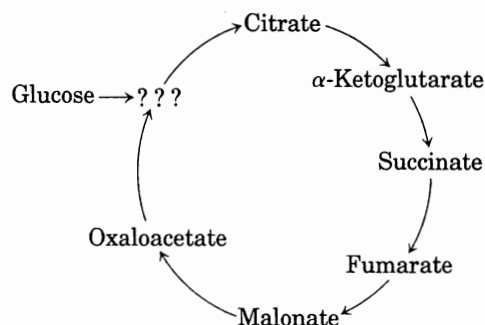 Citrate
α-Ketoglutarate
Glucose
? ? ?
Succinate
Oxaloacetate
Fumarate
Malonate